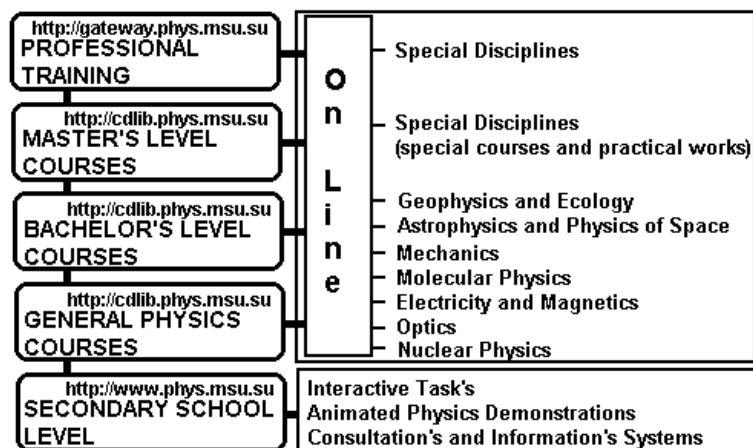 http://gateway.phys.msu.su
PROFESSIONAL
TRAINING
http://cdlib.phys.msu.su
MASTER'S LEVEL
COURSES
http://cdlib.phys.msu.su
BACHELOR'S LEVEL
COURSES
http://cdlib.phys.msu.su
GENERAL PHYSICS
COURSES
http://www.phys.msu.su
SECONDARY SCHOOL
LEVEL
On Line
Special Disciplines
Special Disciplines
(special courses and practical works)
Geophysics and Ecology
Astrophysics and Physics of Space
Mechanics
Molecular Physics
Electricity and Magnetics
Optics
Nuclear Physics
Interactive Task's
Animated Physics Demonstrations
Consultation's and Information's Systems